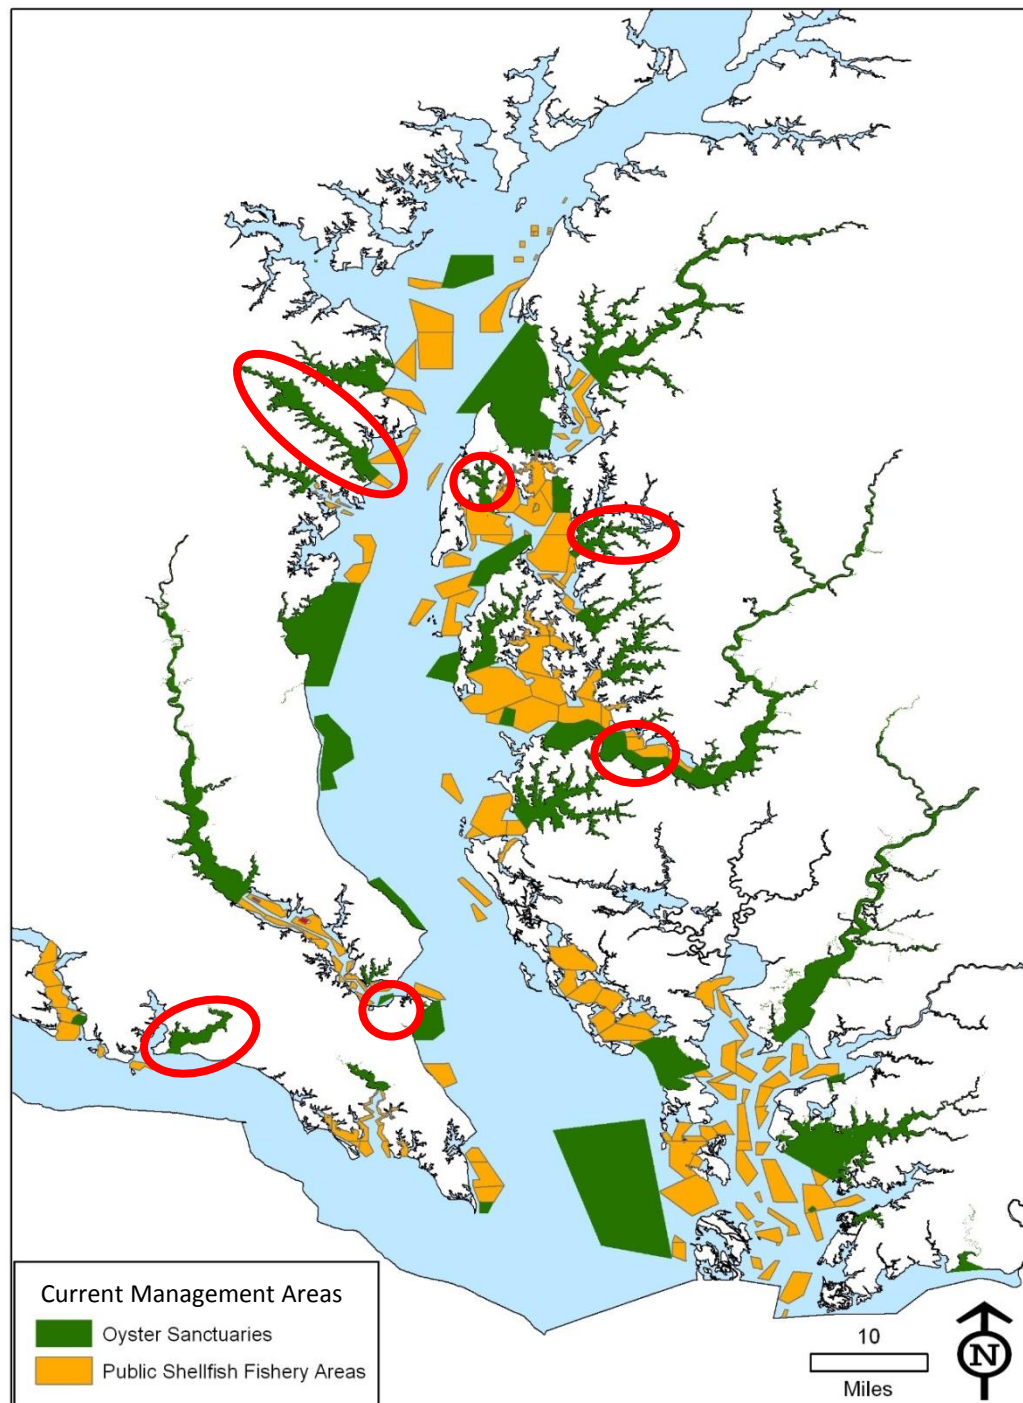 Current Management Areas
Oyster Sanctuaries
Public Shellfish Fishery Areas
10
Miles
N